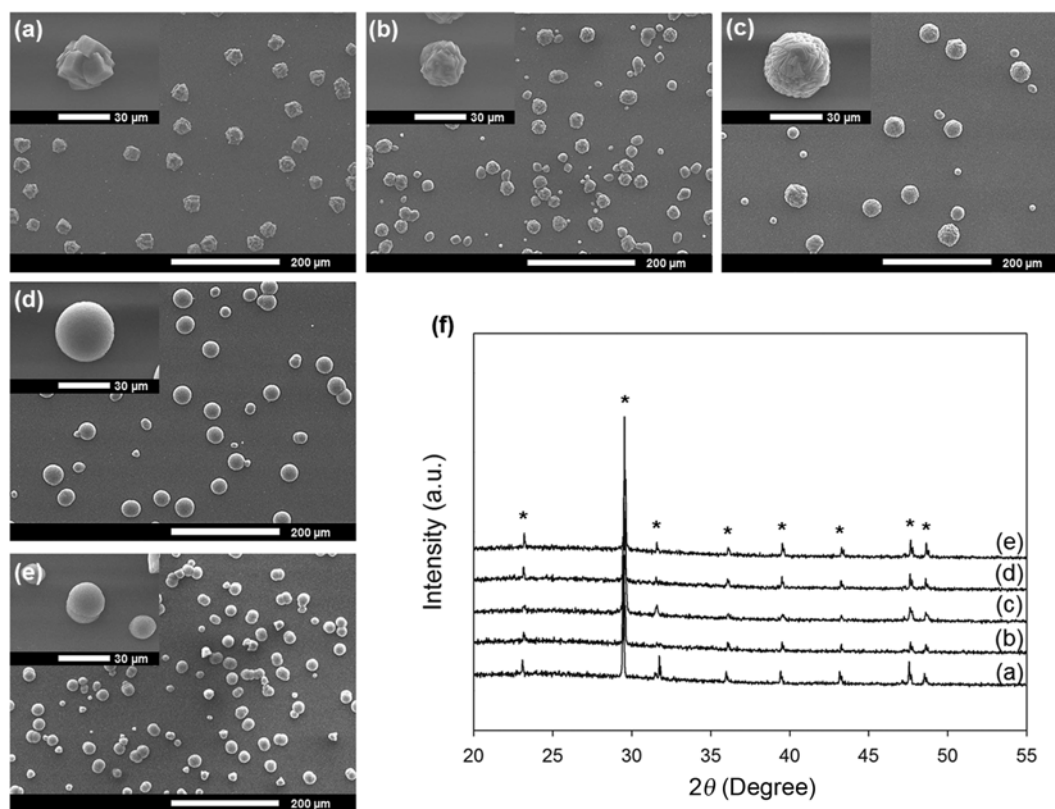 (a)
30 µm
200 µm
(b)
30 µm
200 µm
(c)
30 µm
200 µm
(d)
30 µm
200 µm
(e)
30 µm
200 µm
(f)
Intensity (a.u.)
*
* * * * * * *
(e)
(d)
(c)
(b)
(a)
20 25 30 35 40 45 50 55
2θ (Degree)